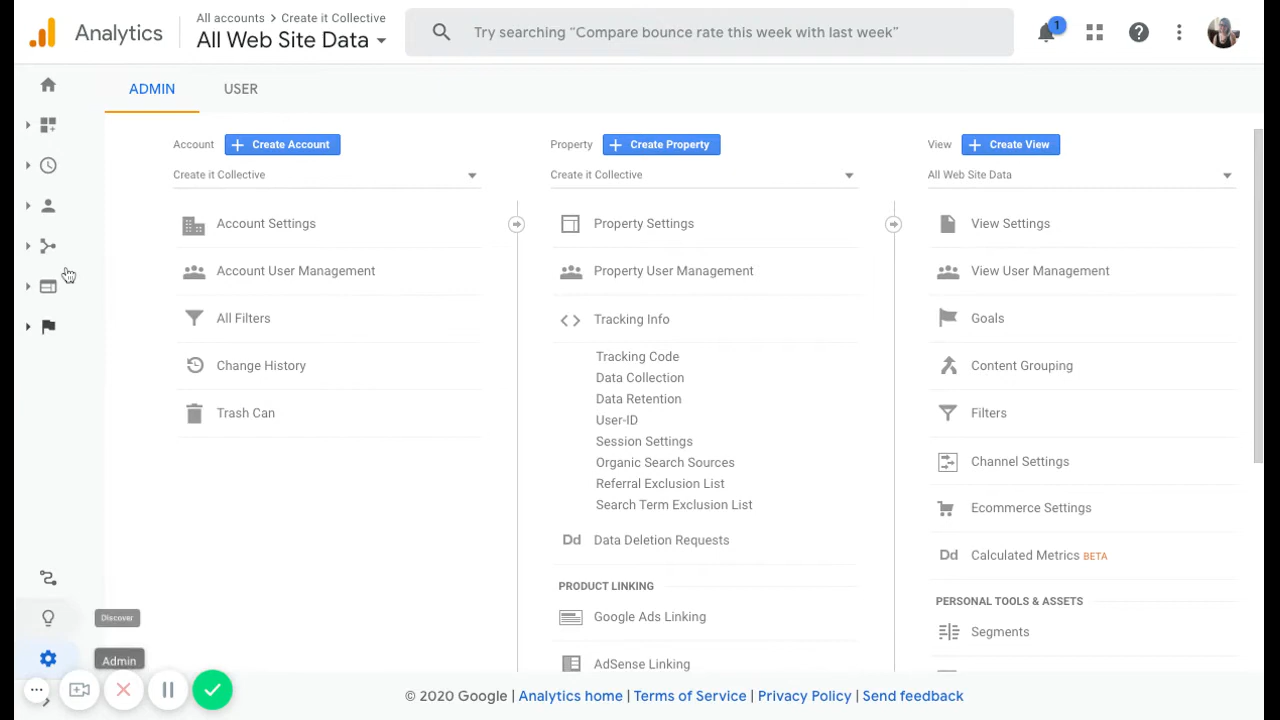 Analytics
All accounts > Create it Collective
All Web Site Data
Try searching “Compare bounce rate this week with last week”
1
ADMIN
USER
Account
Create Account
Create it Collective
Account Settings
Account User Management
All Filters
Change History
Trash Can
Property
Create Property
Create it Collective
Property Settings
Property User Management
Tracking Info
Tracking Code
Data Collection
Data Retention
User-ID
Session Settings
Organic Search Sources
Referral Exclusion List
Search Term Exclusion List
Dd Data Deletion Requests
PRODUCT LINKING
Google Ads Linking
AdSense Linking
View
Create View
All Web Site Data
View Settings
View User Management
Goals
Content Grouping
Filters
Channel Settings
Ecommerce Settings
Dd Calculated Metrics BETA
PERSONAL TOOLS & ASSETS
Segments
Discover
Admin
© 2020 Google | Analytics home | Terms of Service | Privacy Policy | Send feedback